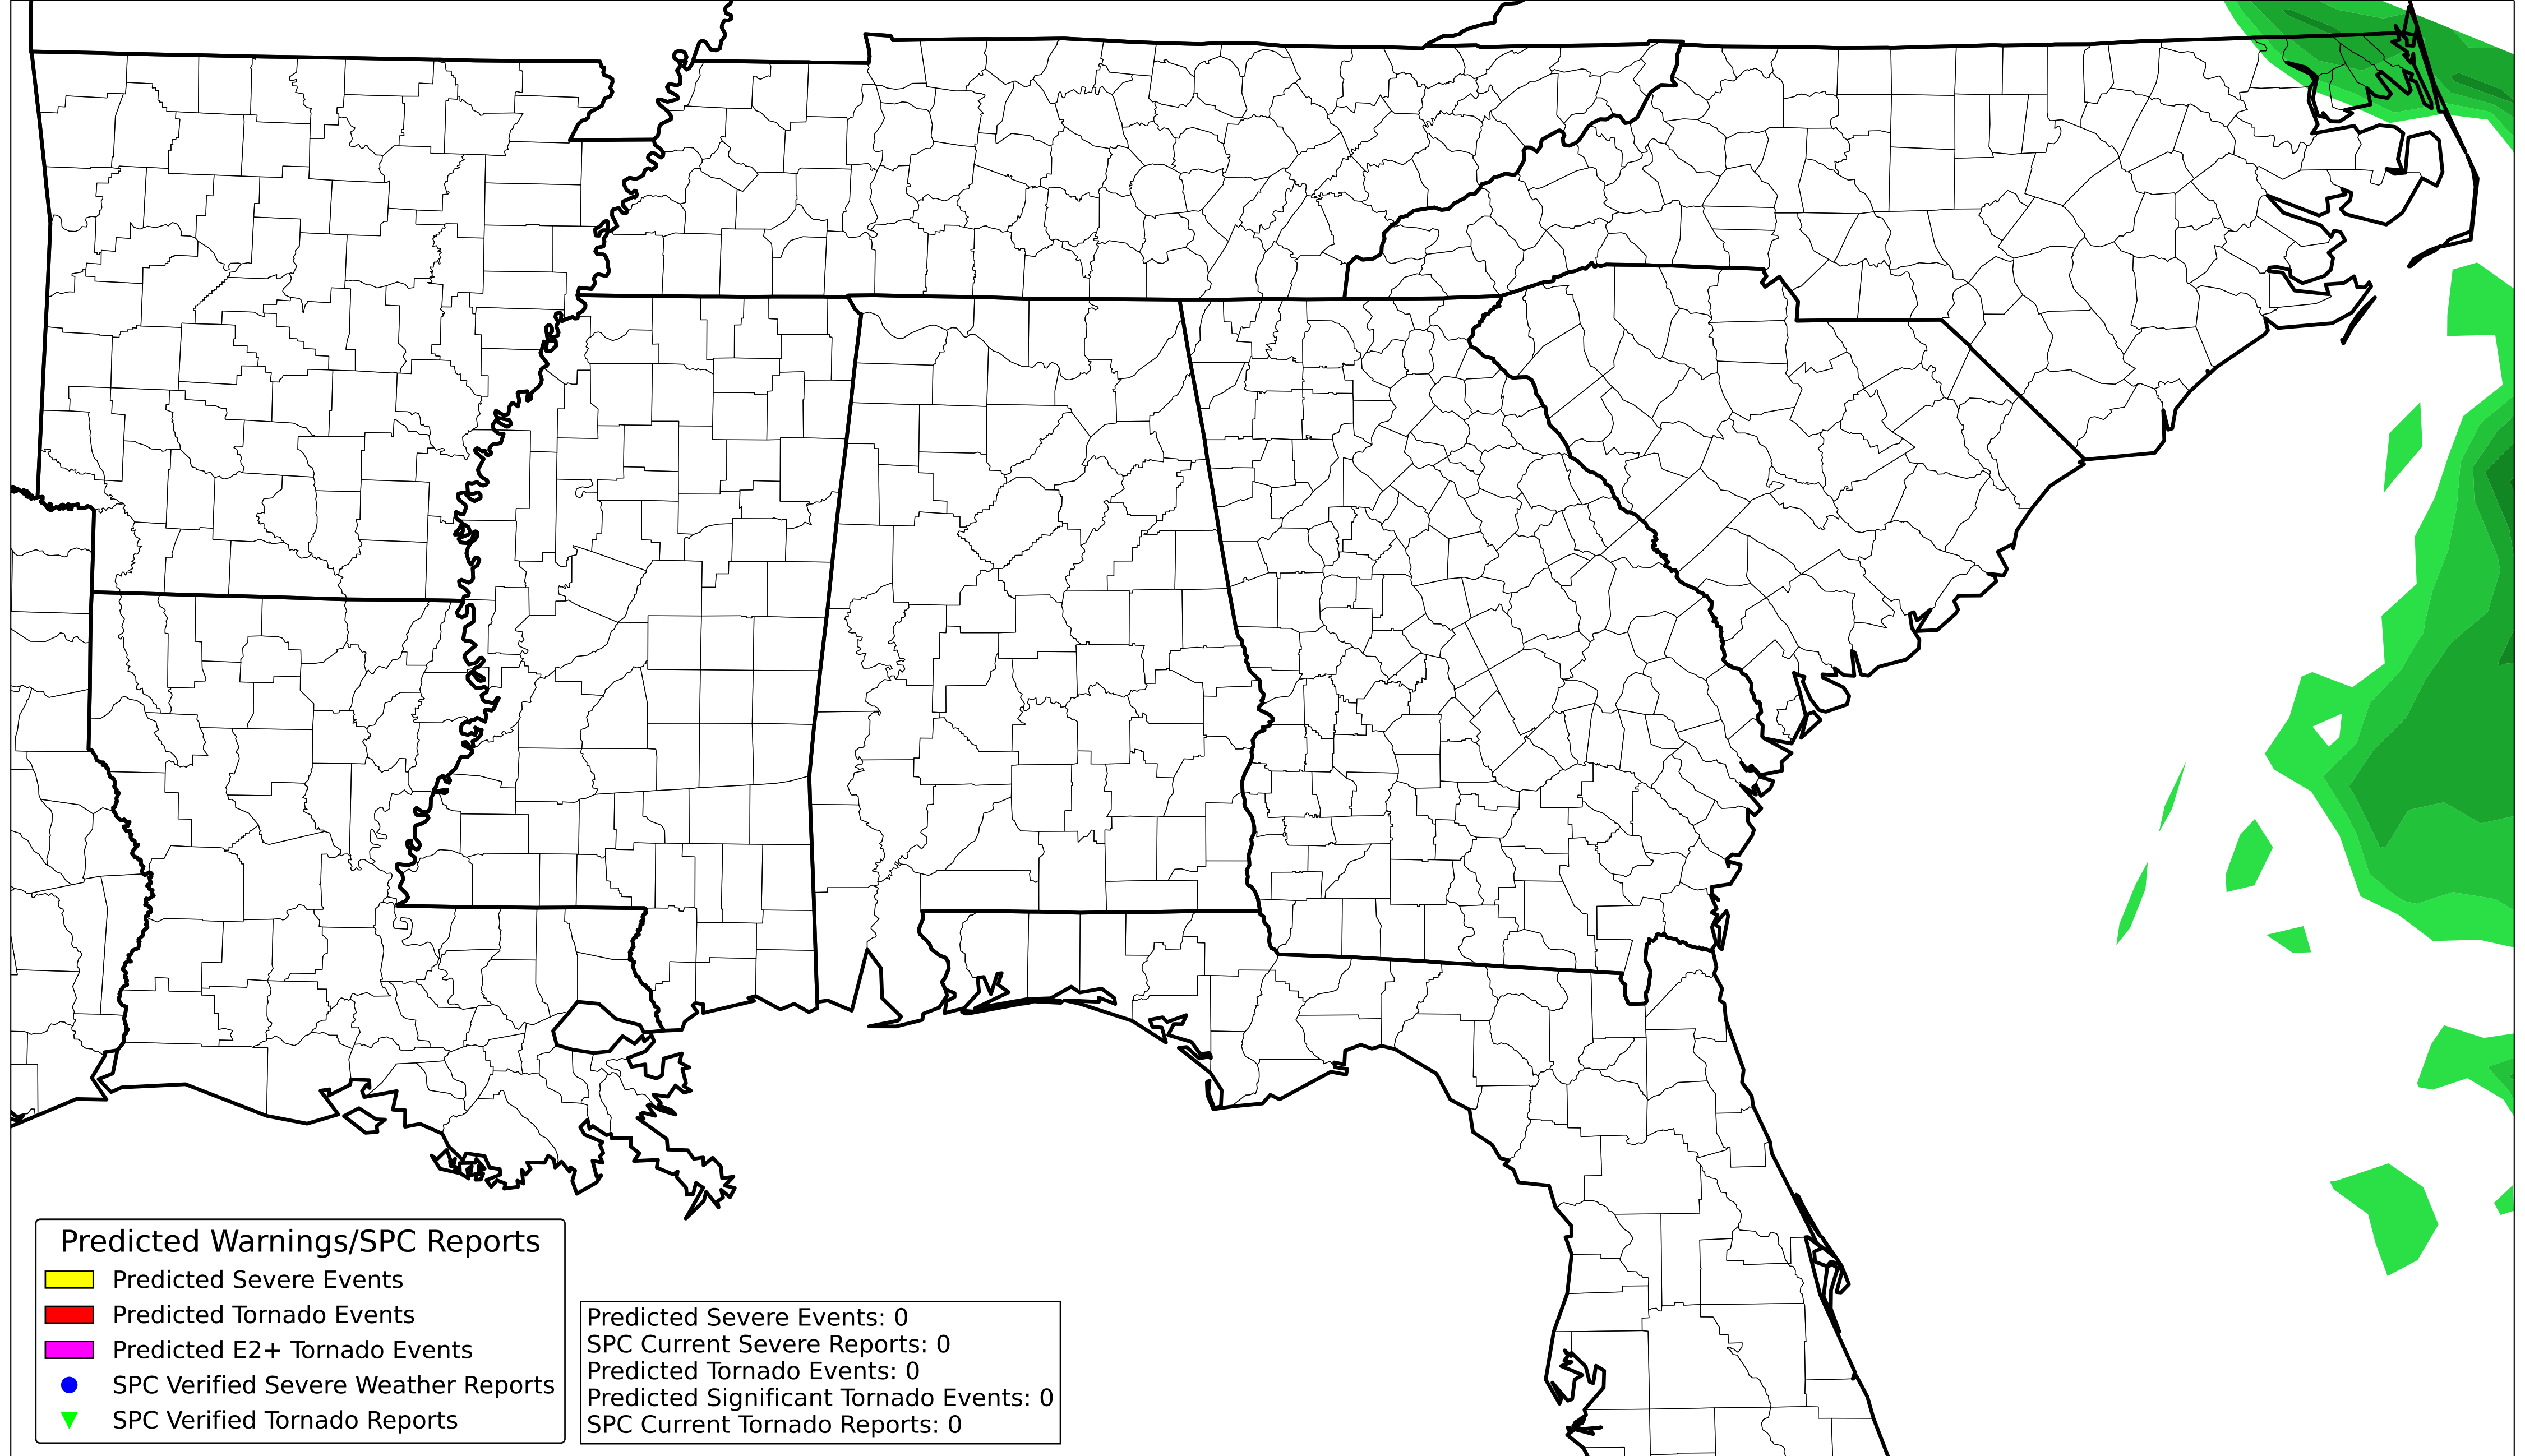 Predicted Warnings/SPC Reports
Predicted Severe Events
Predicted Tornado Events
Predicted E2+ Tornado Events
SPC Verified Severe Weather Reports
SPC Verified Tornado Reports
Predicted Severe Events: 0
SPC Current Severe Reports: 0
Predicted Tornado Events: 0
Predicted Significant Tornado Events: 0
SPC Current Tornado Reports: 0